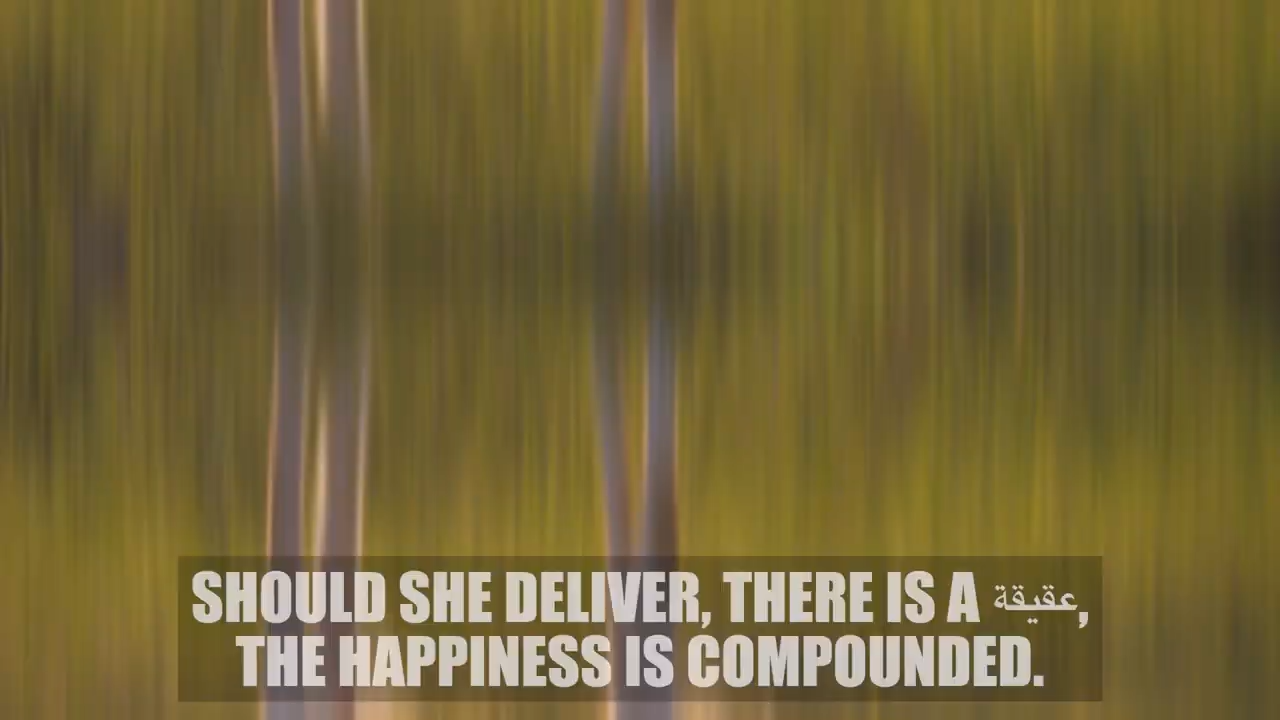 SHOULD SHE DELIVER, THERE IS A عقيقة,
THE HAPPINESS IS COMPOUNDED.